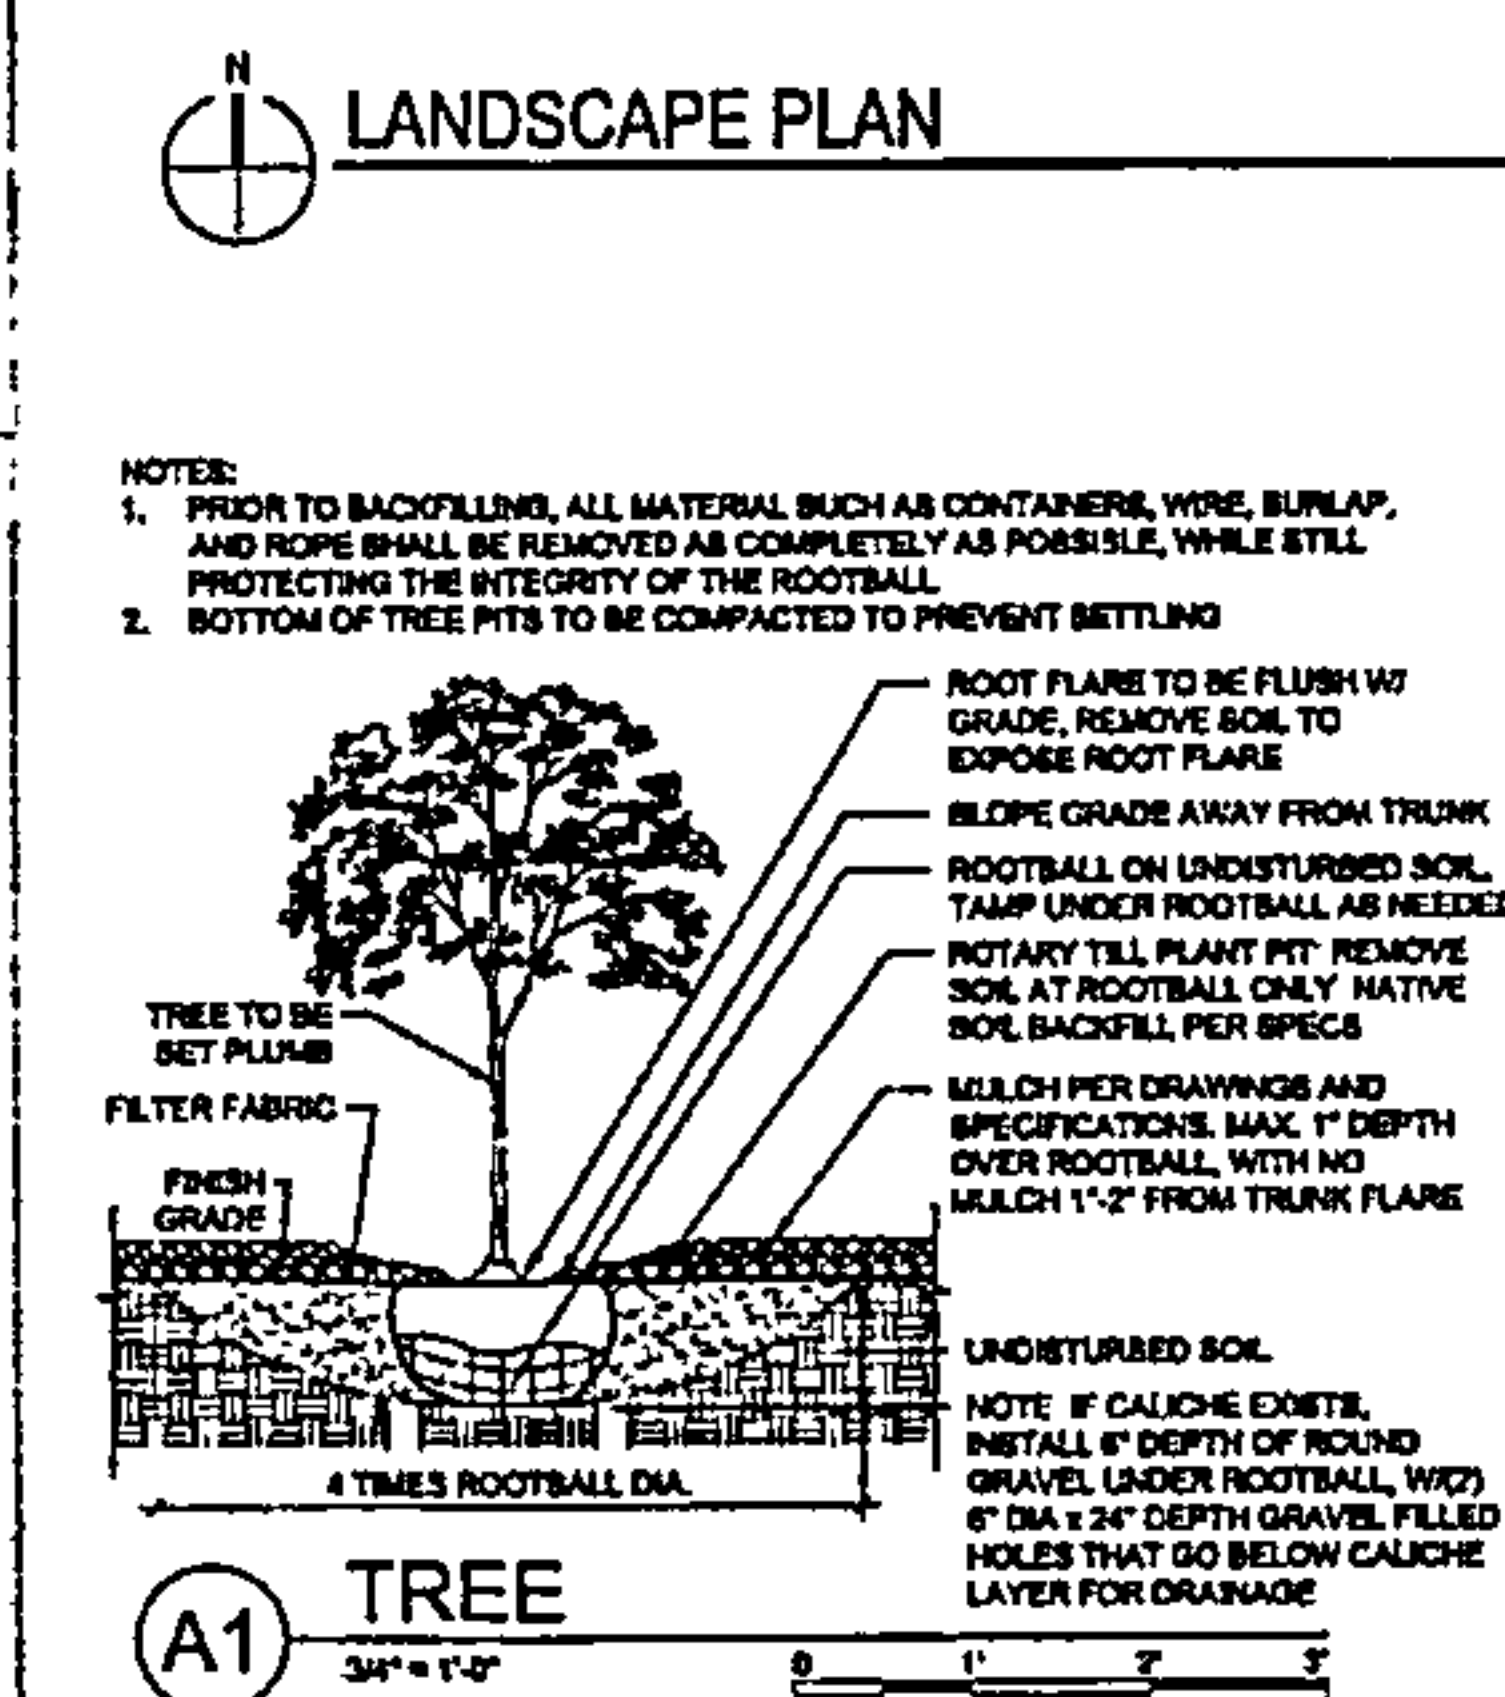 N
LANDSCAPE PLAN
NOTES:
1. PRIOR TO BACKFILLING, ALL MATERIAL SUCH AS CONTAINERS, WIRE, BURLAP,
AND ROPE SHALL BE REMOVED AS COMPLETELY AS POSSIBLE, WHILE STILL
PROTECTING THE INTEGRITY OF THE ROOTBALL
2. BOTTOM OF TREE PITS TO BE COMPACTED TO PREVENT SETTLING
ROOT FLARE TO BE FLUSH W/
GRADE, REMOVE SOIL TO
EXPOSE ROOT FLARE
SLOPE GRADE AWAY FROM TRUNK
ROOTBALL ON UNDISTURBED SOIL.
TAMP UNDER ROOTBALL AS NEEDED
ROTARY TILL PLANT PIT REMOVE
SOIL AT ROOTBALL ONLY NATIVE
SOIL BACKFILL PER SPECS
TREE TO BE
SET PLUMB
FILTER FABRIC
MULCH PER DRAWINGS AND
SPECIFICATIONS. MAX. 1" DEPTH
OVER ROOTBALL, WITH NO
MULCH 1"-2" FROM TRUNK FLARE
FINISH
GRADE
UNDISTURBED SOIL
NOTE IF CALICHE EXISTS,
INSTALL 6" DEPTH OF ROUND
GRAVEL UNDER ROOTBALL, W/(2)
6" DIA x 24" DEPTH GRAVEL FILLED
HOLES THAT GO BELOW CALICHE
LAYER FOR DRAINAGE
4 TIMES ROOTBALL DIA.
A1
TREE
3/4" = 1'-0"
0 1' 2' 3'